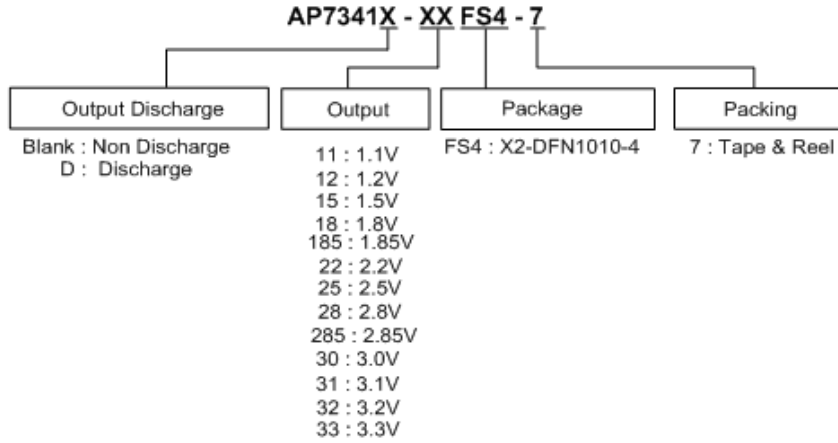 AP7341X - XX FS4 - 7
Output Discharge
Blank : Non Discharge
D : Discharge
Output
11 : 1.1V
12 : 1.2V
15 : 1.5V
18 : 1.8V
185 : 1.85V
22 : 2.2V
25 : 2.5V
28 : 2.8V
285 : 2.85V
30 : 3.0V
31 : 3.1V
32 : 3.2V
33 : 3.3V
Package
FS4 : X2-DFN1010-4
Packing
7 : Tape & Reel